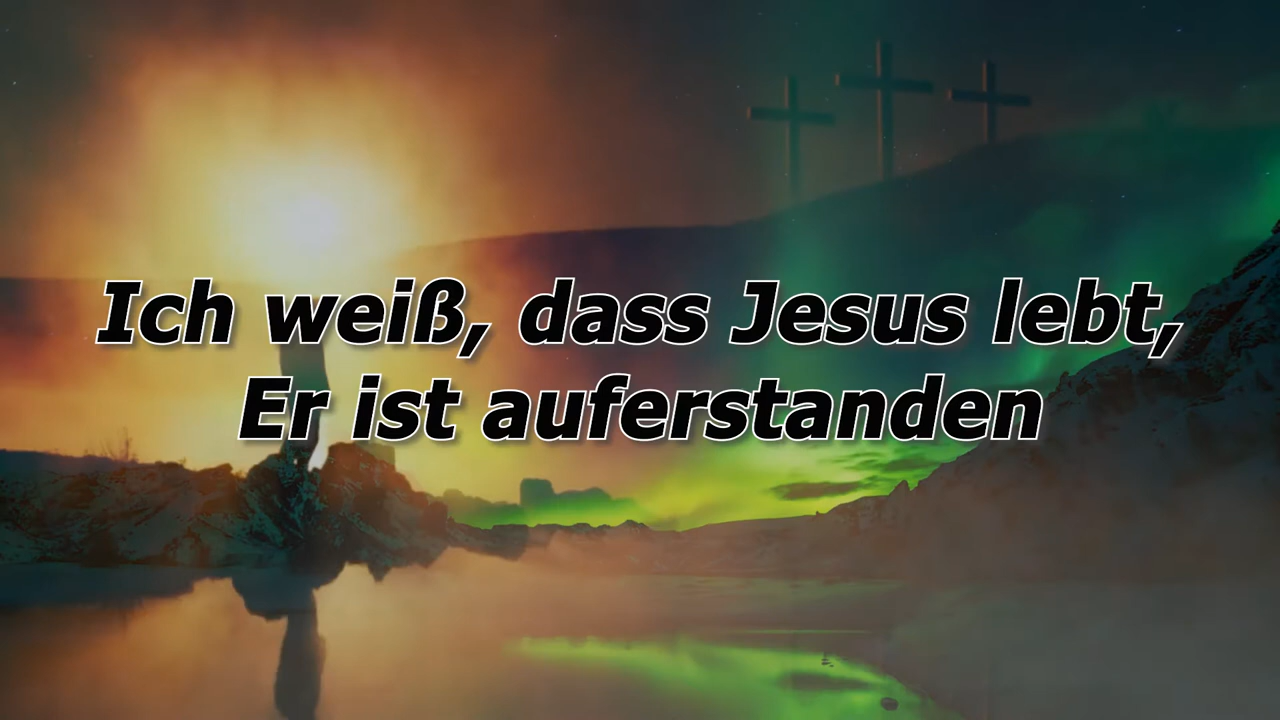 Ich weiß, dass Jesus lebt,
Er ist auferstanden